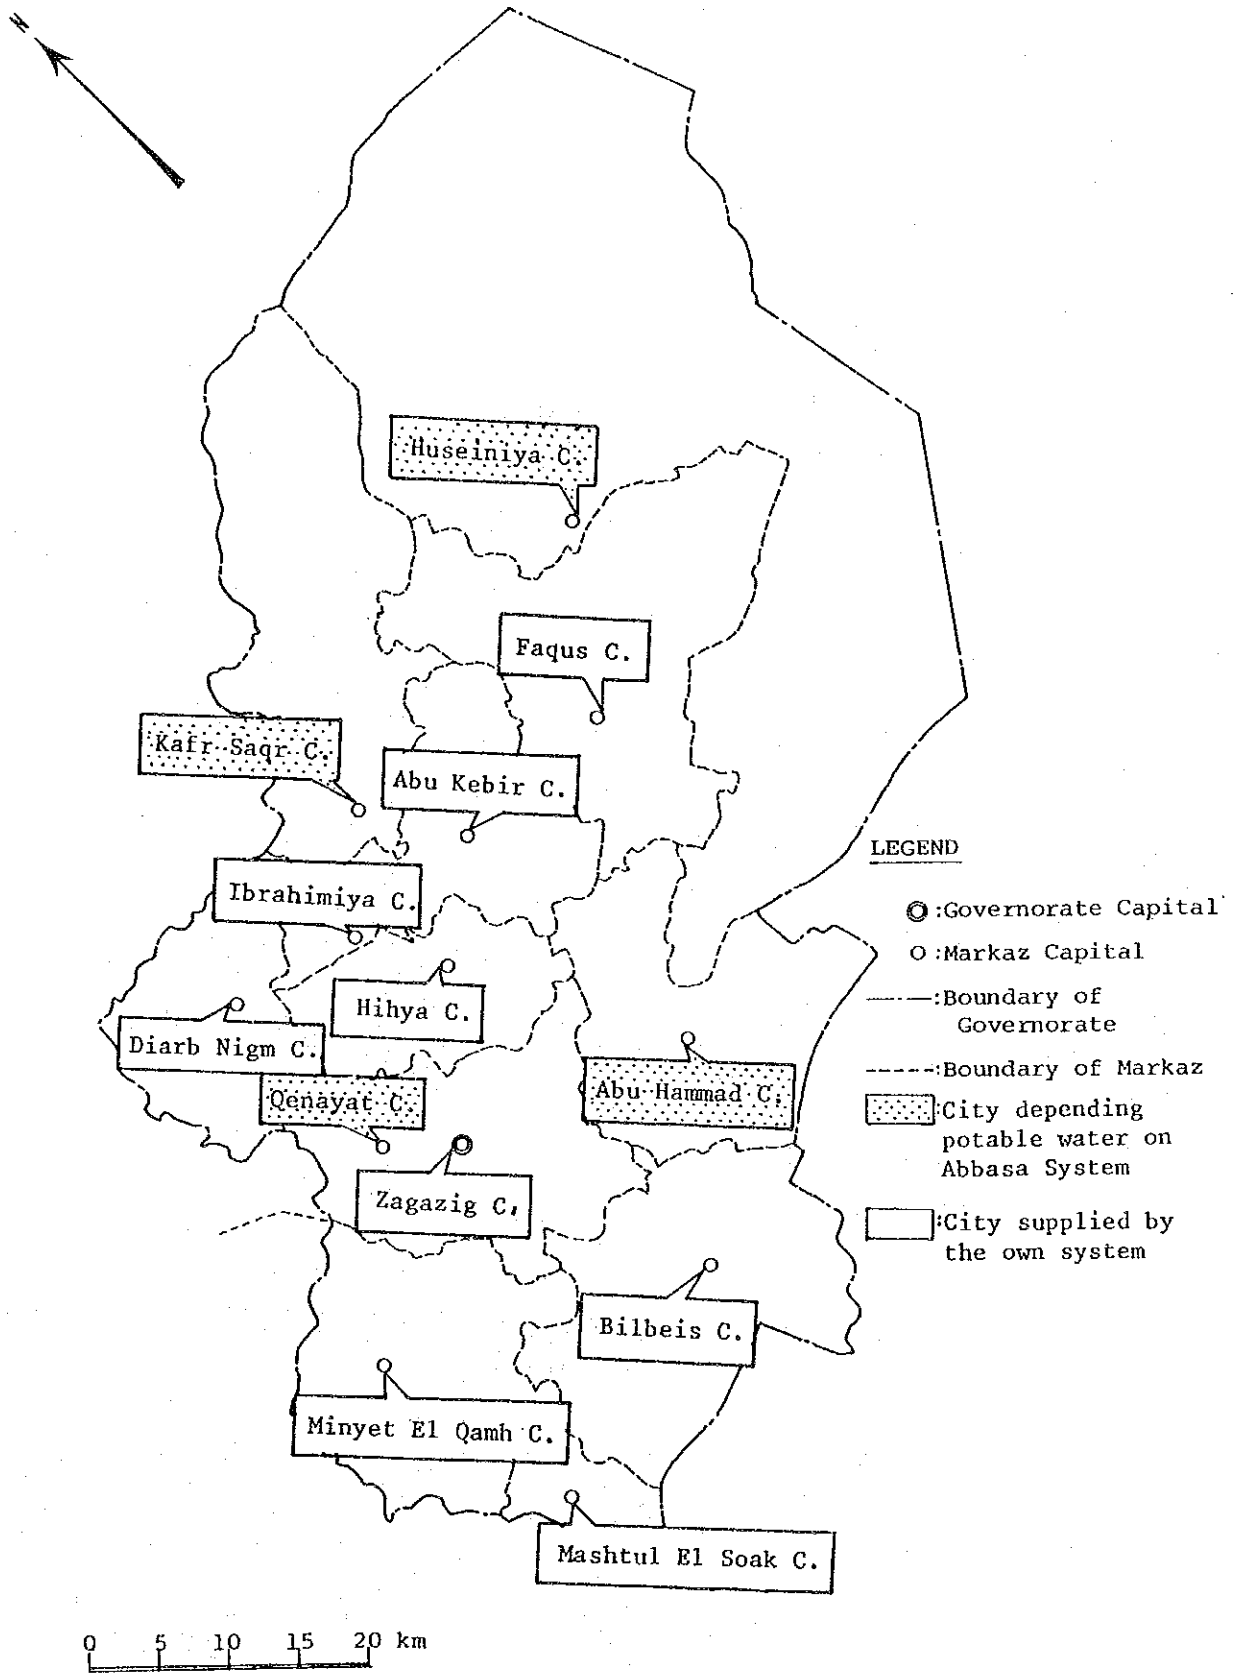 N
Huseiniya C.
Faqus C.
Kafr Saqr C.
Abu Kebir C.
Ibrahimiya C.
Hihya C.
Diarb Nigm C.
Qenayat C.
Abu Hammad C.
Zagazig C.
Bilbeis C.
Minyet El Qamh C.
Mashtul El Soak C.
LEGEND
:Governorate Capital
:Markaz Capital
:Boundary of
Governorate
:Boundary of Markaz
:City depending
potable water on
Abbasa System
:City supplied by
the own system
0 5 10 15 20 km